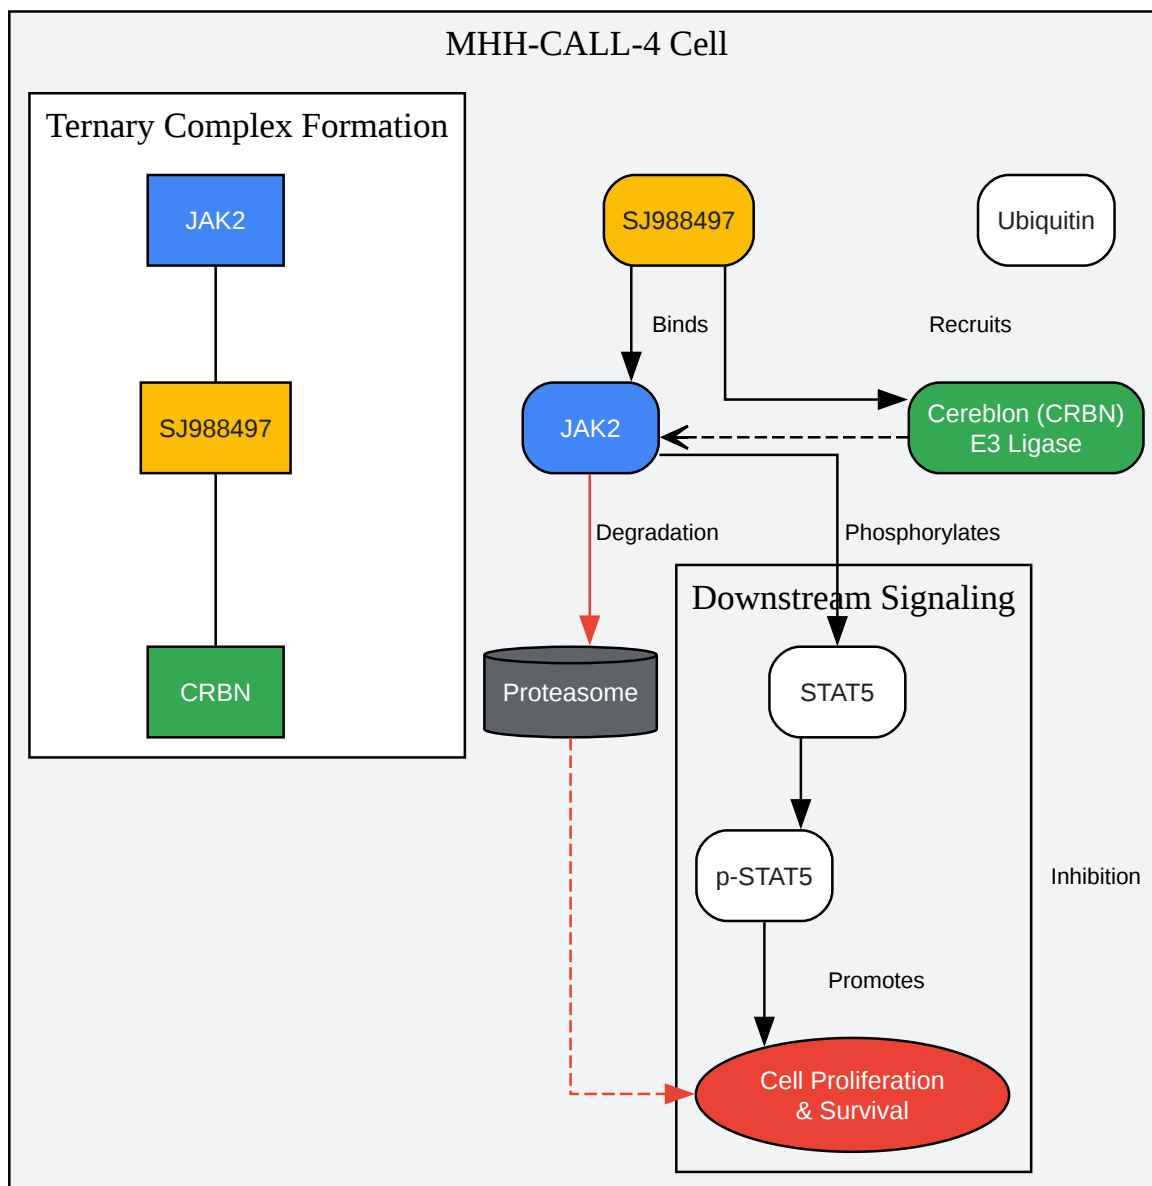 MHH-CALL-4 Cell
Ternary Complex Formation
JAK2
SJ988497
CRBN
SJ988497
Ubiquitin
Binds
Recruits
JAK2
Cereblon (CRBN)
E3 Ligase
Degradation
Phosphorylates
Downstream Signaling
Proteasome
STAT5
p-STAT5
Inhibition
Promotes
Cell Proliferation
& Survival